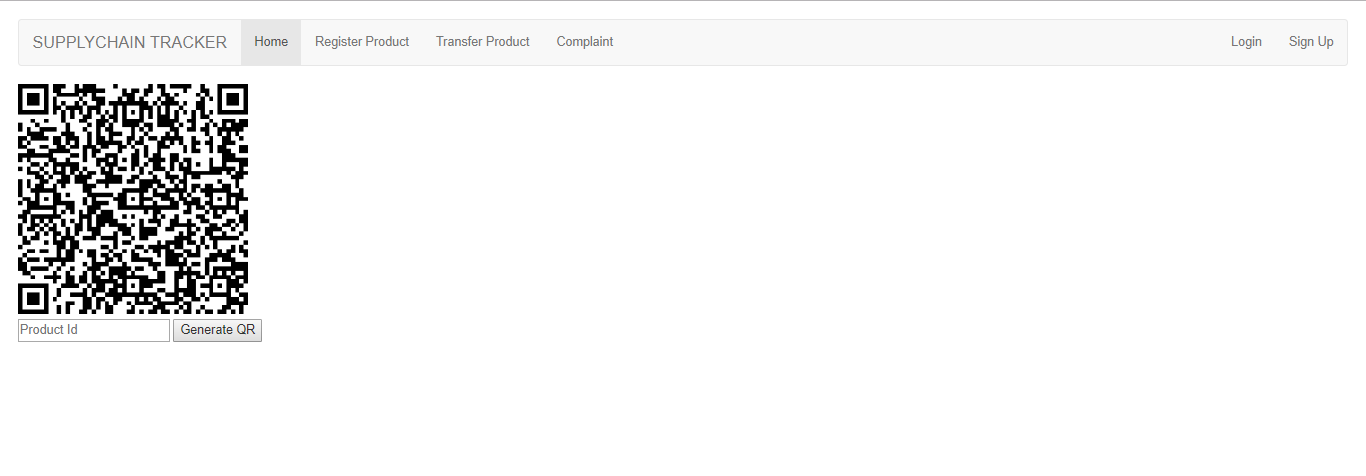 SUPPLYCHAIN TRACKER Home Register Product Transfer Product Complaint Login Sign Up
Product Id Generate QR